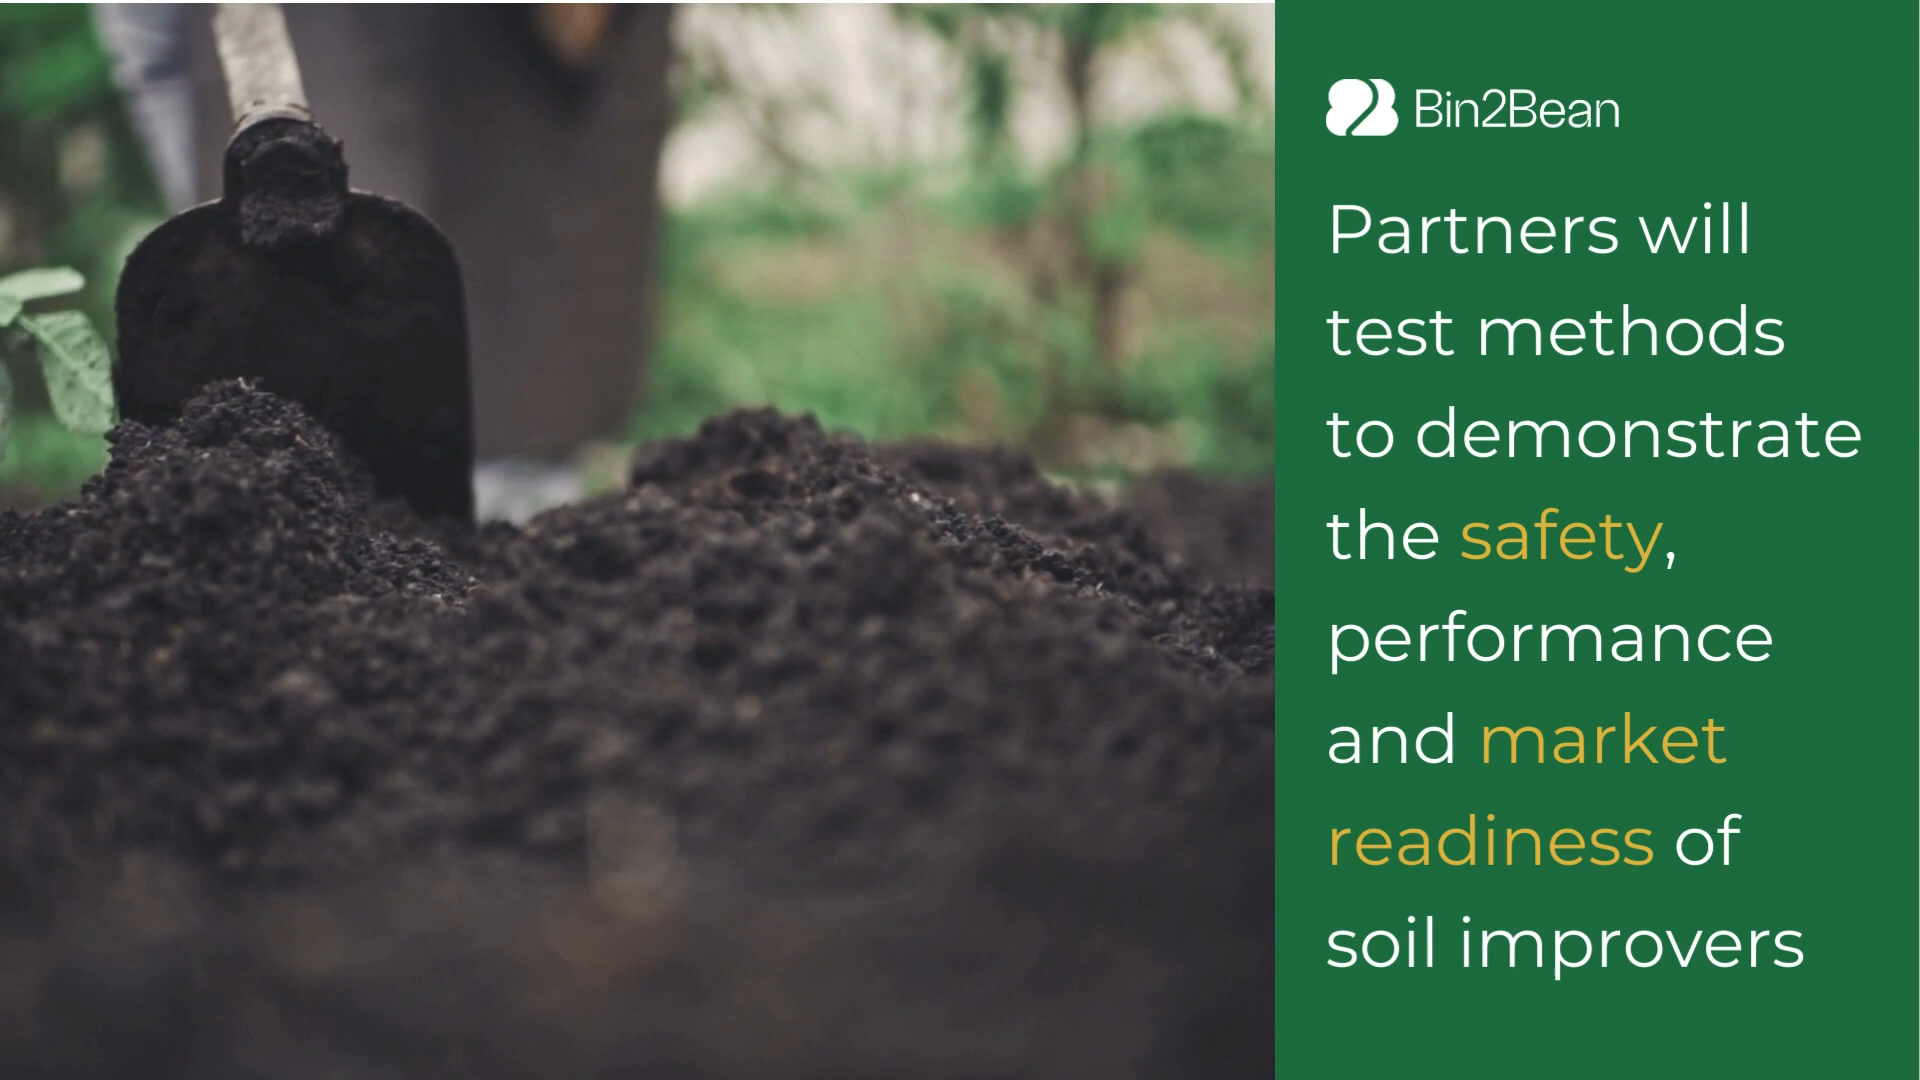 Bin2Bean
Partners will
test methods
to demonstrate
the safety,
performance
and market
readiness of
soil improvers